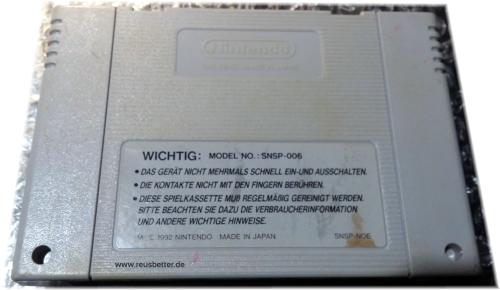 Nintendo
WICHTIG: MODEL NO.: SNSP-006
• DAS GERÄT NICHT MEHRMALS SCHNELL EIN-UND AUSSCHALTEN.
• DIE KONTAKTE NICHT MIT DEN FINGERN BERÜHREN.
• DIESE SPIELKASSETTE MUß REGELMÄßIG GEREINIGT WERDEN.
BITTE BEACHTEN SIE DAZU DIE VERBRAUCHERINFORMATION
UND ANDERE WICHTIGE HINWEISE.
1992 NINTENDO MADE IN JAPAN SNSP-NOE
www.reusbetter.de